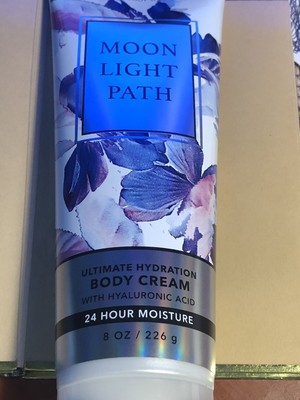 MOON
LIGHT
PATH
ULTIMATE HYDRATION
BODY CREAM
WITH HYALURONIC ACID
24 HOUR MOISTURE
8 OZ / 226 g